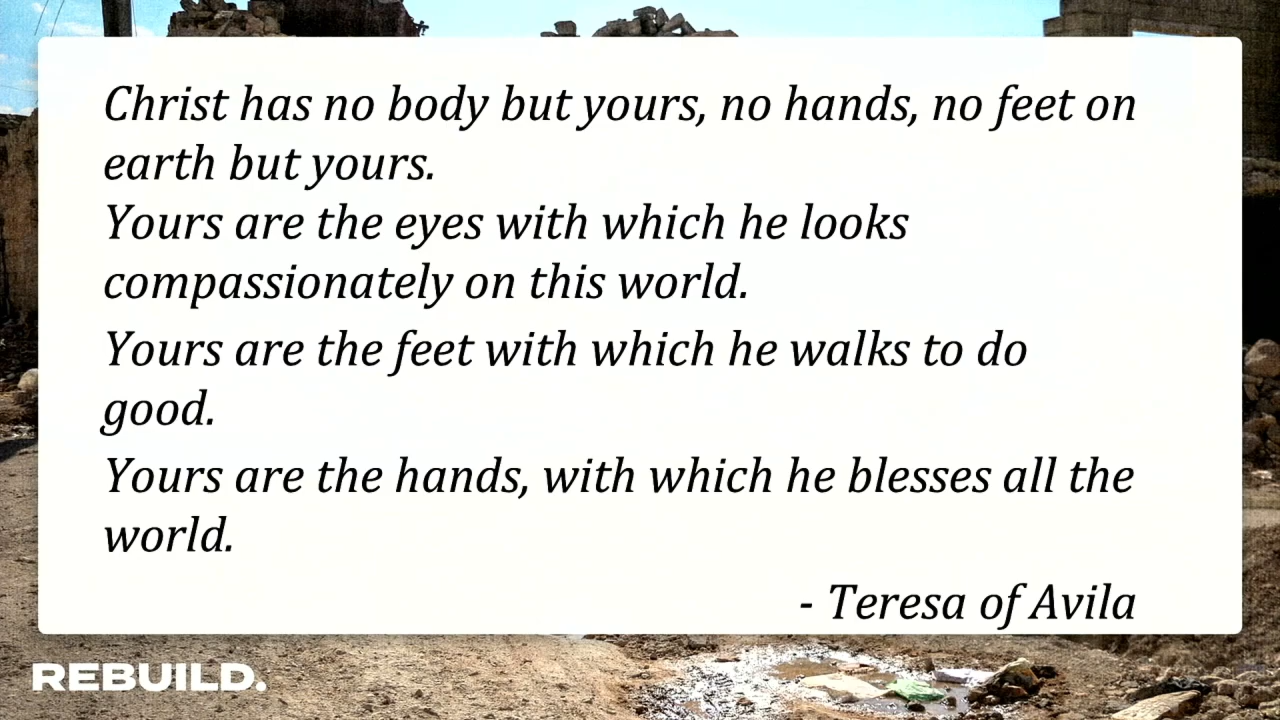 Christ has no body but yours, no hands, no feet on
earth but yours.
Yours are the eyes with which he looks
compassionately on this world.
Yours are the feet with which he walks to do
good.
Yours are the hands, with which he blesses all the
world.
- Teresa of Avila
REBUILD.